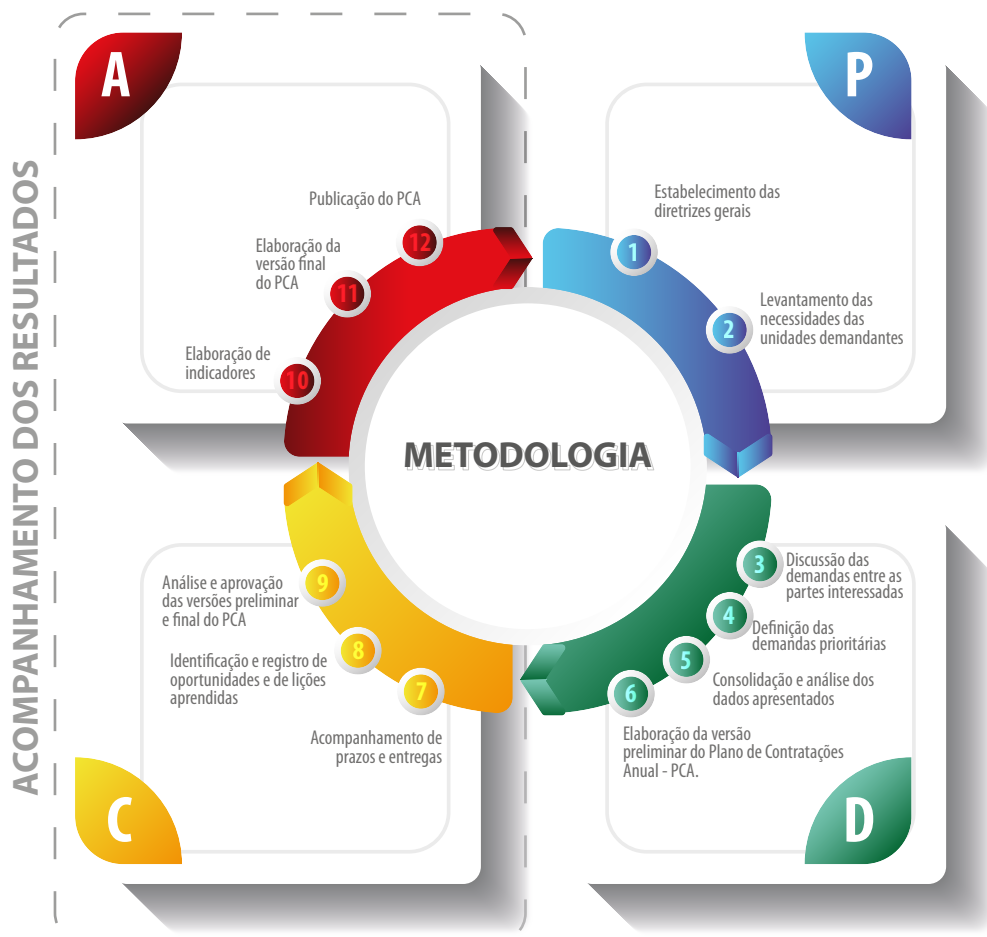 ACOMPANHAMENTO DOS RESULTADOS
METODOLOGIA
P
1
Estabelecimento das
diretrizes gerais
2
Levantamento das
necessidades das
unidades demandantes
D
3
Discussão das
demandas entre as
partes interessadas
4
Definição das
demandas prioritárias
5
Consolidação e análise dos
dados apresentados
6
Elaboração da versão
preliminar do Plano de Contratações
Anual - PCA.
C
7
Acompanhamento de
prazos e entregas
8
Identificação e registro de
oportunidades e de lições
aprendidas
9
Análise e aprovação
das versões preliminar
e final do PCA
A
10
Elaboração de
indicadores
11
Elaboração da
versão final
do PCA
12
Publicação do PCA